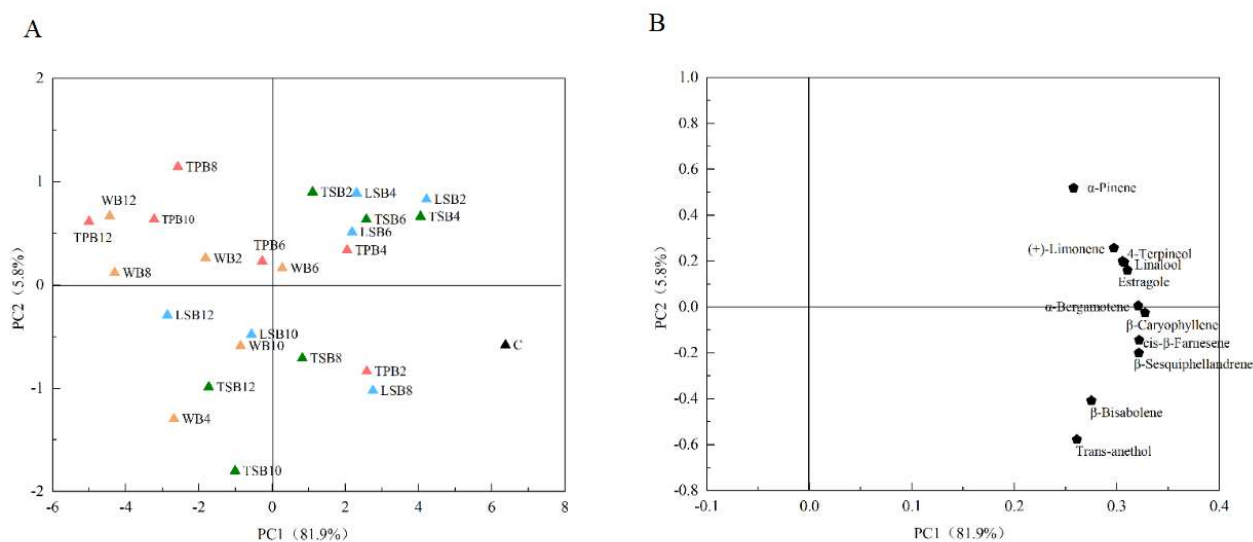 A
2
1
0
-1
-2
-6
-4
-2
0
2
4
6
8
PC2 (5.8%)
PC1 (81.9%)
TPB8
TSB2
LSB4
LSB2
WB12
TPB10
TSB6
TSB4
TPB12
LSB6
TPB4
WB2
TPB6
WB6
WB8
LSB12
LSB10
WB10
TSB8
C
TPB2
TSB12
LSB8
WB4
TSB10
B
1.0
0.8
0.6
0.4
0.2
0.0
-0.2
-0.4
-0.6
-0.8
-0.1
0.0
0.1
0.2
0.3
0.4
PC2 (5.8%)
PC1 (81.9%)
α-Pinene
(+)-Limonene
4-Terpineol
Linalool
Estragole
α-Bergamotene
β-Caryophyllene
cis-β-Farnesene
β-Sesquiphellandrene
β-Bisabolene
Trans-anethol